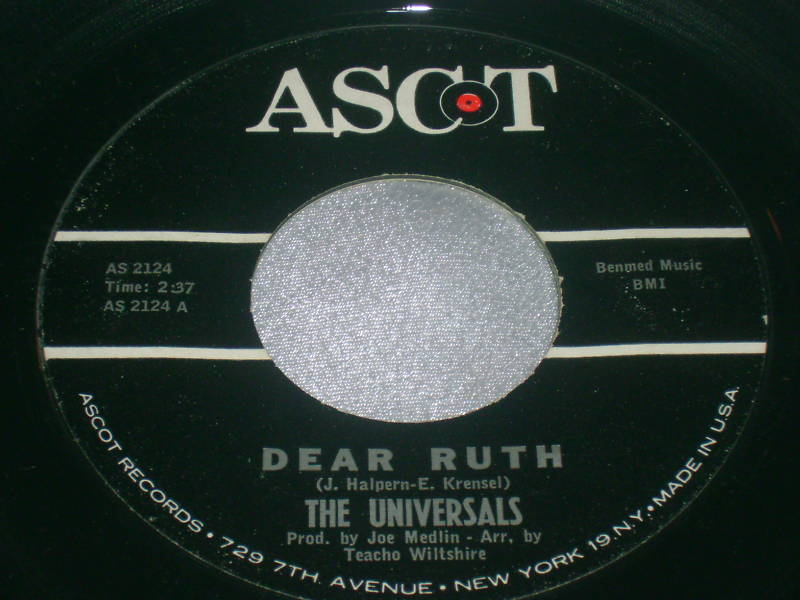 ASCOT
AS 2124
Time: 2:37
AS 2124 A
Benmed Music
BMI
DEAR RUTH
(J. Halpern-E. Krensel)
THE UNIVERSALS
Prod. by Joe Medlin - Arr. by
Teacho Wiltshire
ASCOT RECORDS • 729 7TH. AVENUE • NEW YORK 19.N.Y. • MADE IN U.S.A.